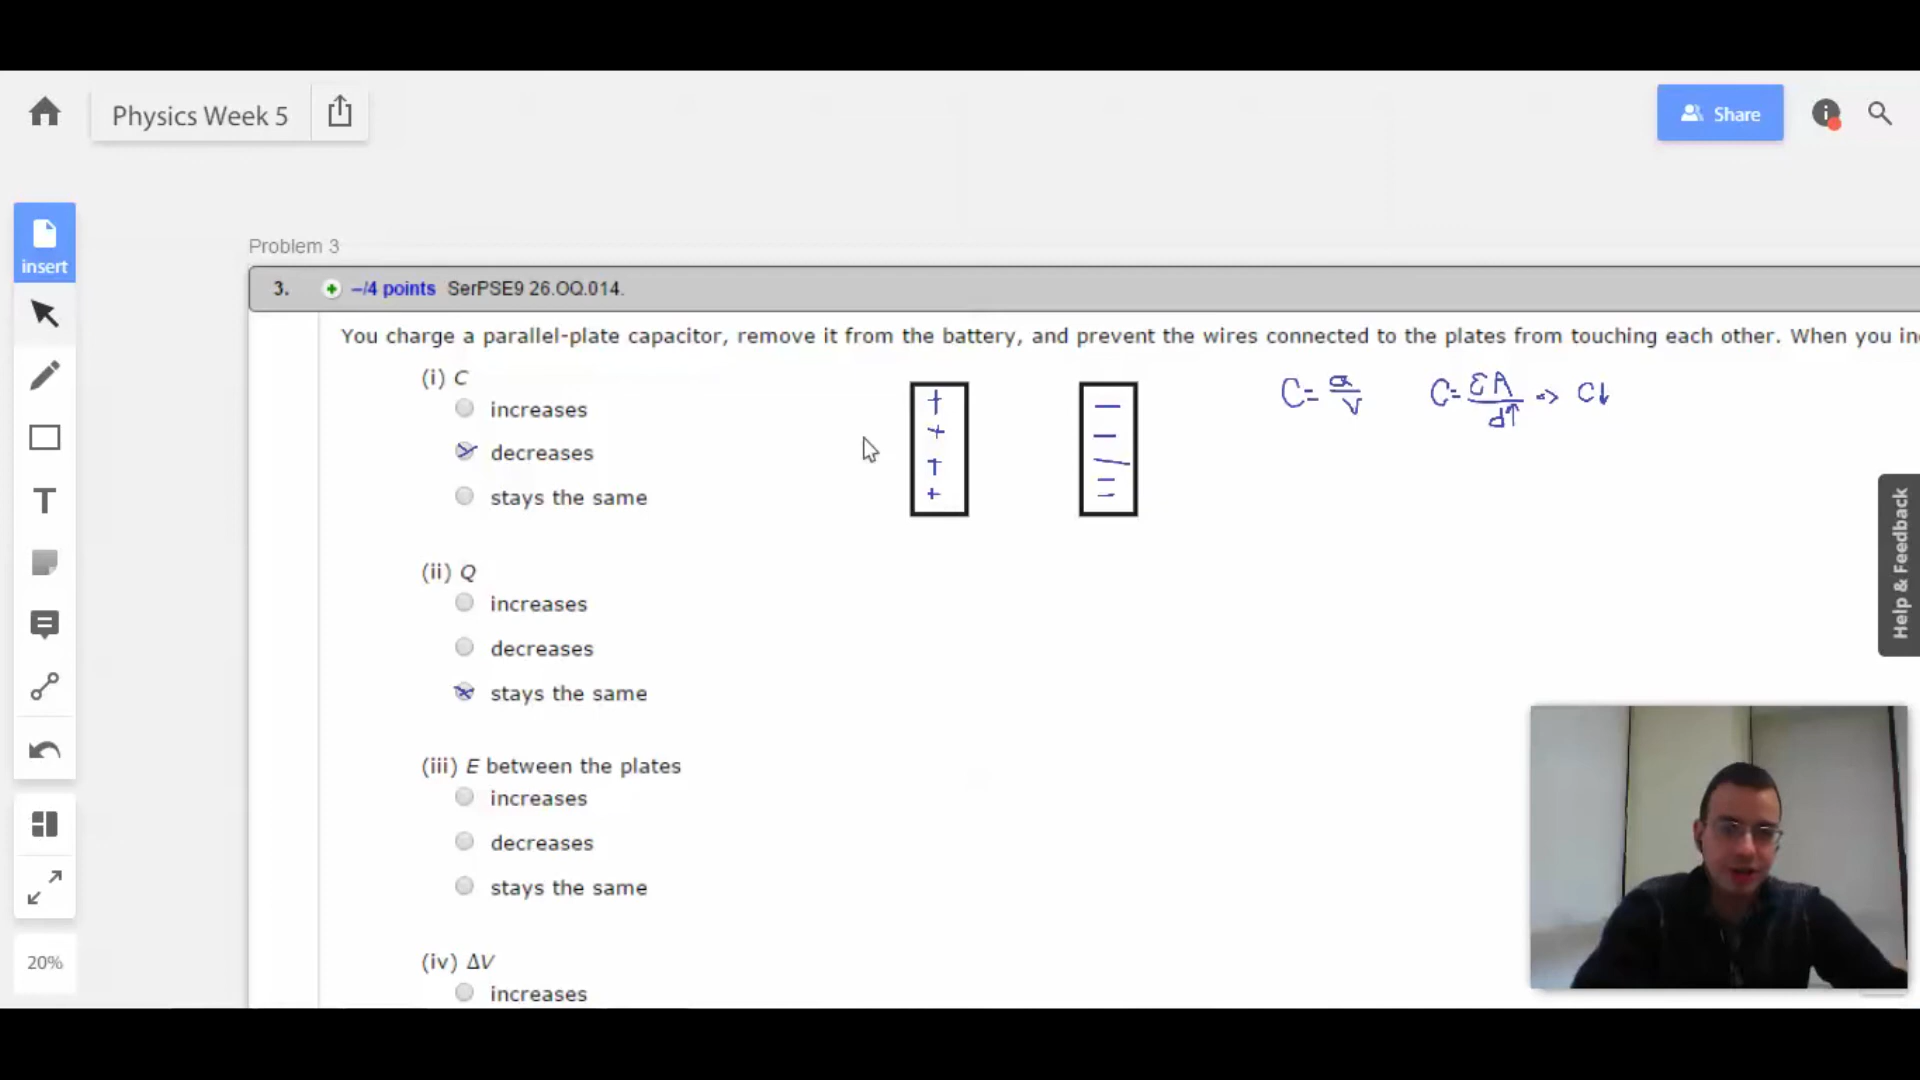 Physics Week 5
Share
insert
Problem 3
3. –/4 points SerPSE9 26.OQ.014.
You charge a parallel-plate capacitor, remove it from the battery, and prevent the wires connected to the plates from touching each other. When you in
(i) C
increases
decreases
stays the same
+
+
+
+
–
–
–
–
–
C = Q/V   C = εA/d↑ => C↓
(ii) Q
increases
decreases
stays the same
(iii) E between the plates
increases
decreases
stays the same
(iv) ΔV
increases
T
20%
Help & Feedback